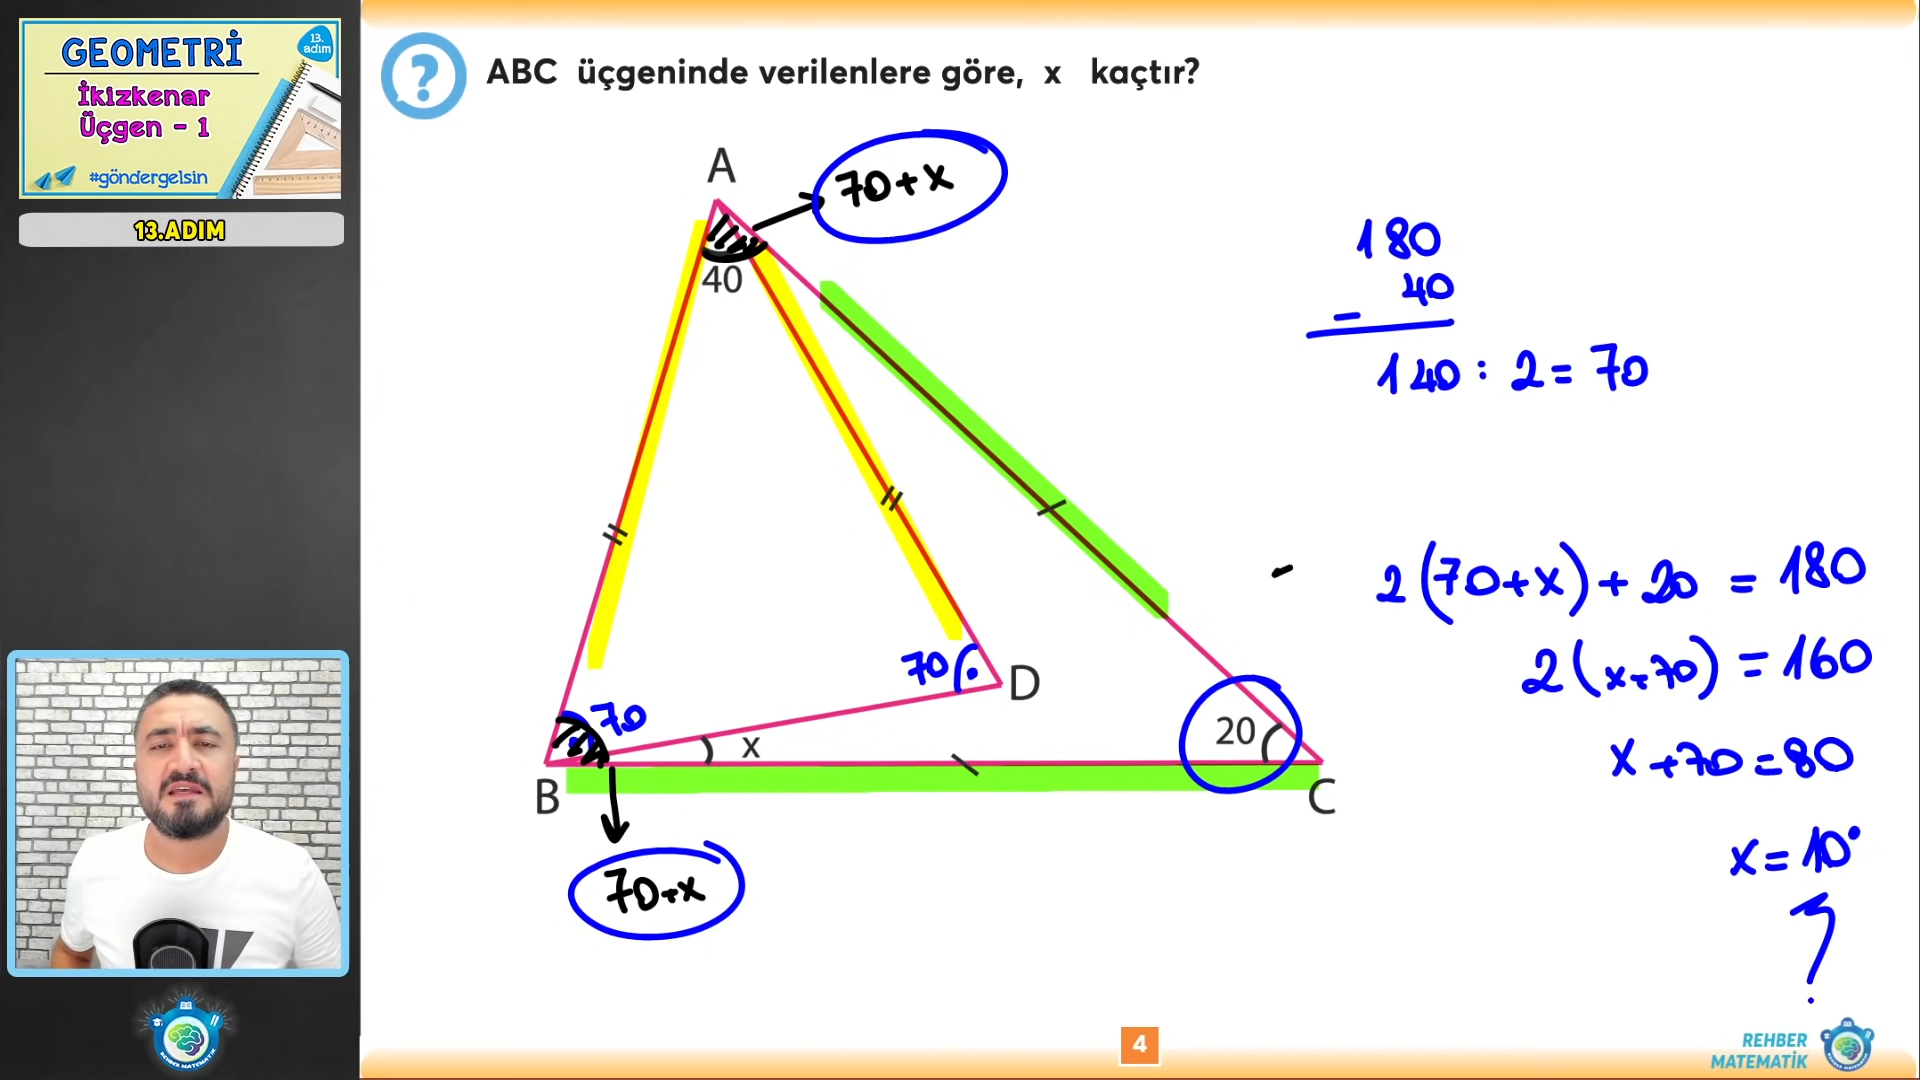 GEOMETRİ
13.
adım
İkizkenar
Üçgen - 1
#göndergelsin
13.ADIM
ABC üçgeninde verilenlere göre, x kaçtır?
A
70+x
40
180
40
-
140 : 2 = 70
2(70+x)+20 = 180
2(x+70) = 160
x+70=80
x=10°
?
70
D
70
x
20
B
C
70+x
4
REHBER
MATEMATİK
REHBER MATEMATİK